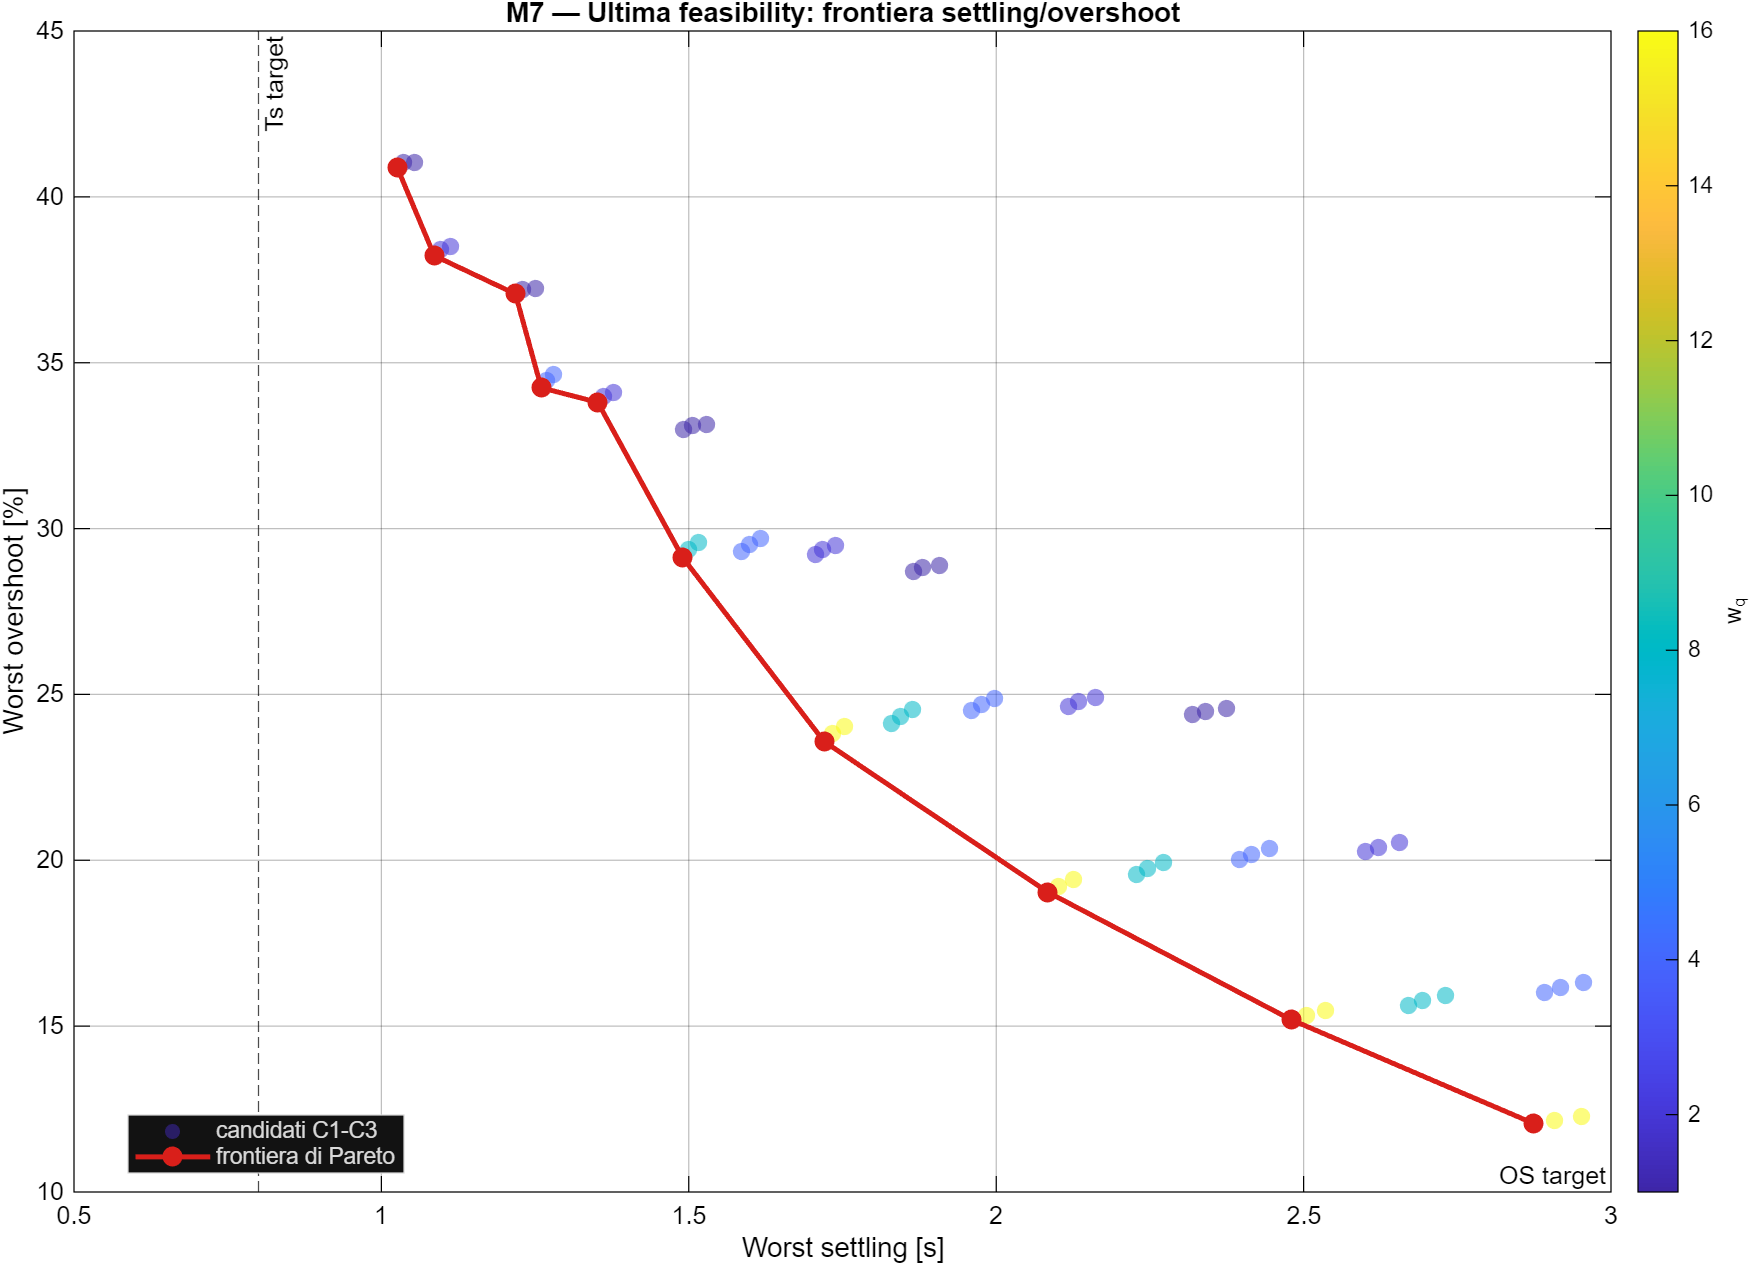 M7 — Ultima feasibility: frontiera settling/overshoot
45
40
35
30
25
20
15
10
Worst overshoot [%]
Ts target
candidati C1-C3
frontiera di Pareto
OS target
0.5
1
1.5
2
2.5
3
Worst settling [s]
16
14
12
10
8
6
4
2
wq